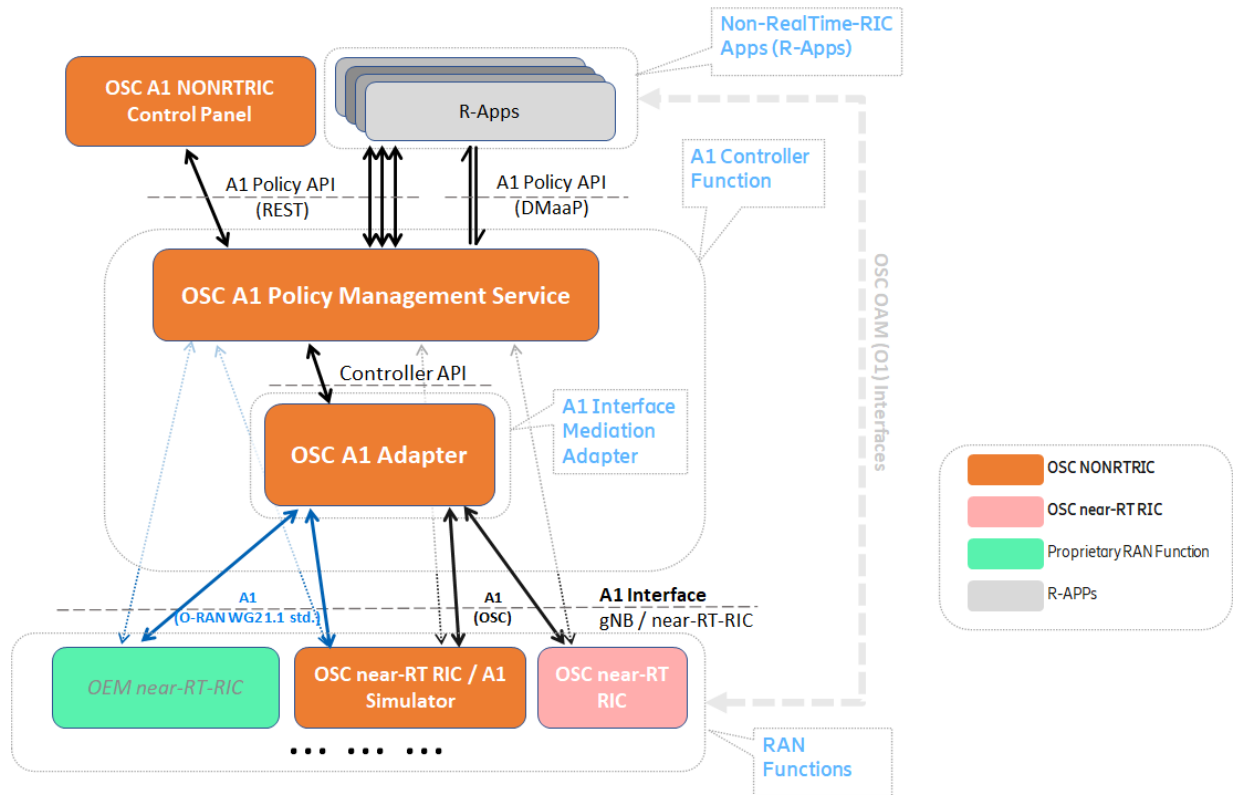 Non-RealTime-RIC
Apps (R-Apps)
OSC A1 NONRTRIC
Control Panel
R-Apps
A1 Controller
Function
A1 Policy API
(REST)
A1 Policy API
(DMaaP)
OSC A1 Policy Management Service
OSC OAM (O1) Interfaces
Controller API
A1 Interface
Mediation
Adapter
OSC A1 Adapter
OSC NONRTRIC
OSC near-RT RIC
Proprietary RAN Function
R-APPs
A1
(O-RAN WG2 1.1 std.)
A1
(OSC)
A1 Interface
gNB / near-RT-RIC
OEM near-RT-RIC
OSC near-RT RIC / A1
Simulator
OSC near-RT
RIC
... ... ...
RAN
Functions